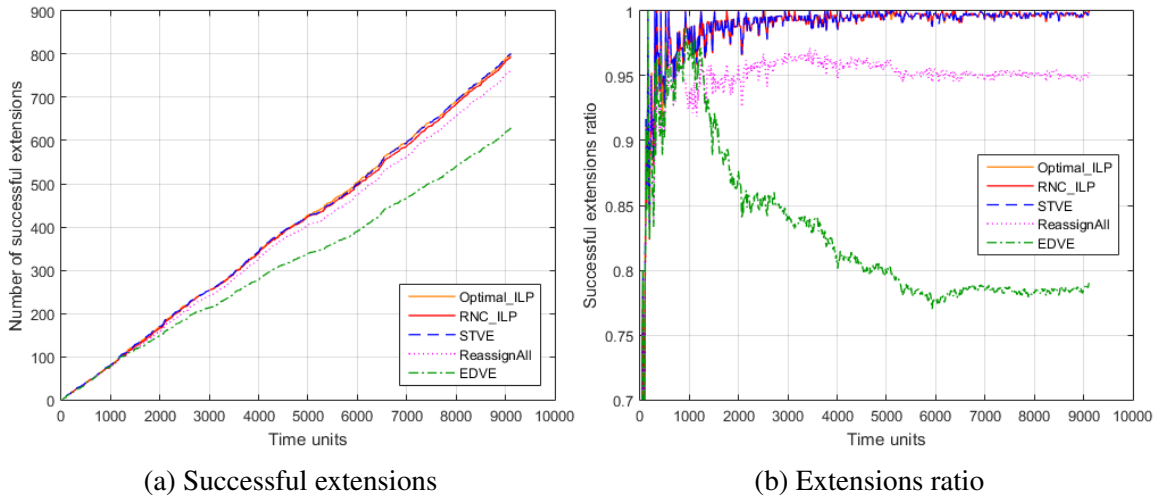 900
800
700
600
500
400
300
200
100
0
Number of successful extensions
0 1000 2000 3000 4000 5000 6000 7000 8000 9000 10000
Time units
Optimal_ILP
RNC_ILP
STVE
ReassignAll
EDVE
(a) Successful extensions
1
0.95
0.9
0.85
0.8
0.75
0.7
Successful extensions ratio
0 1000 2000 3000 4000 5000 6000 7000 8000 9000 10000
Time units
Optimal_ILP
RNC_ILP
STVE
ReassignAll
EDVE
(b) Extensions ratio